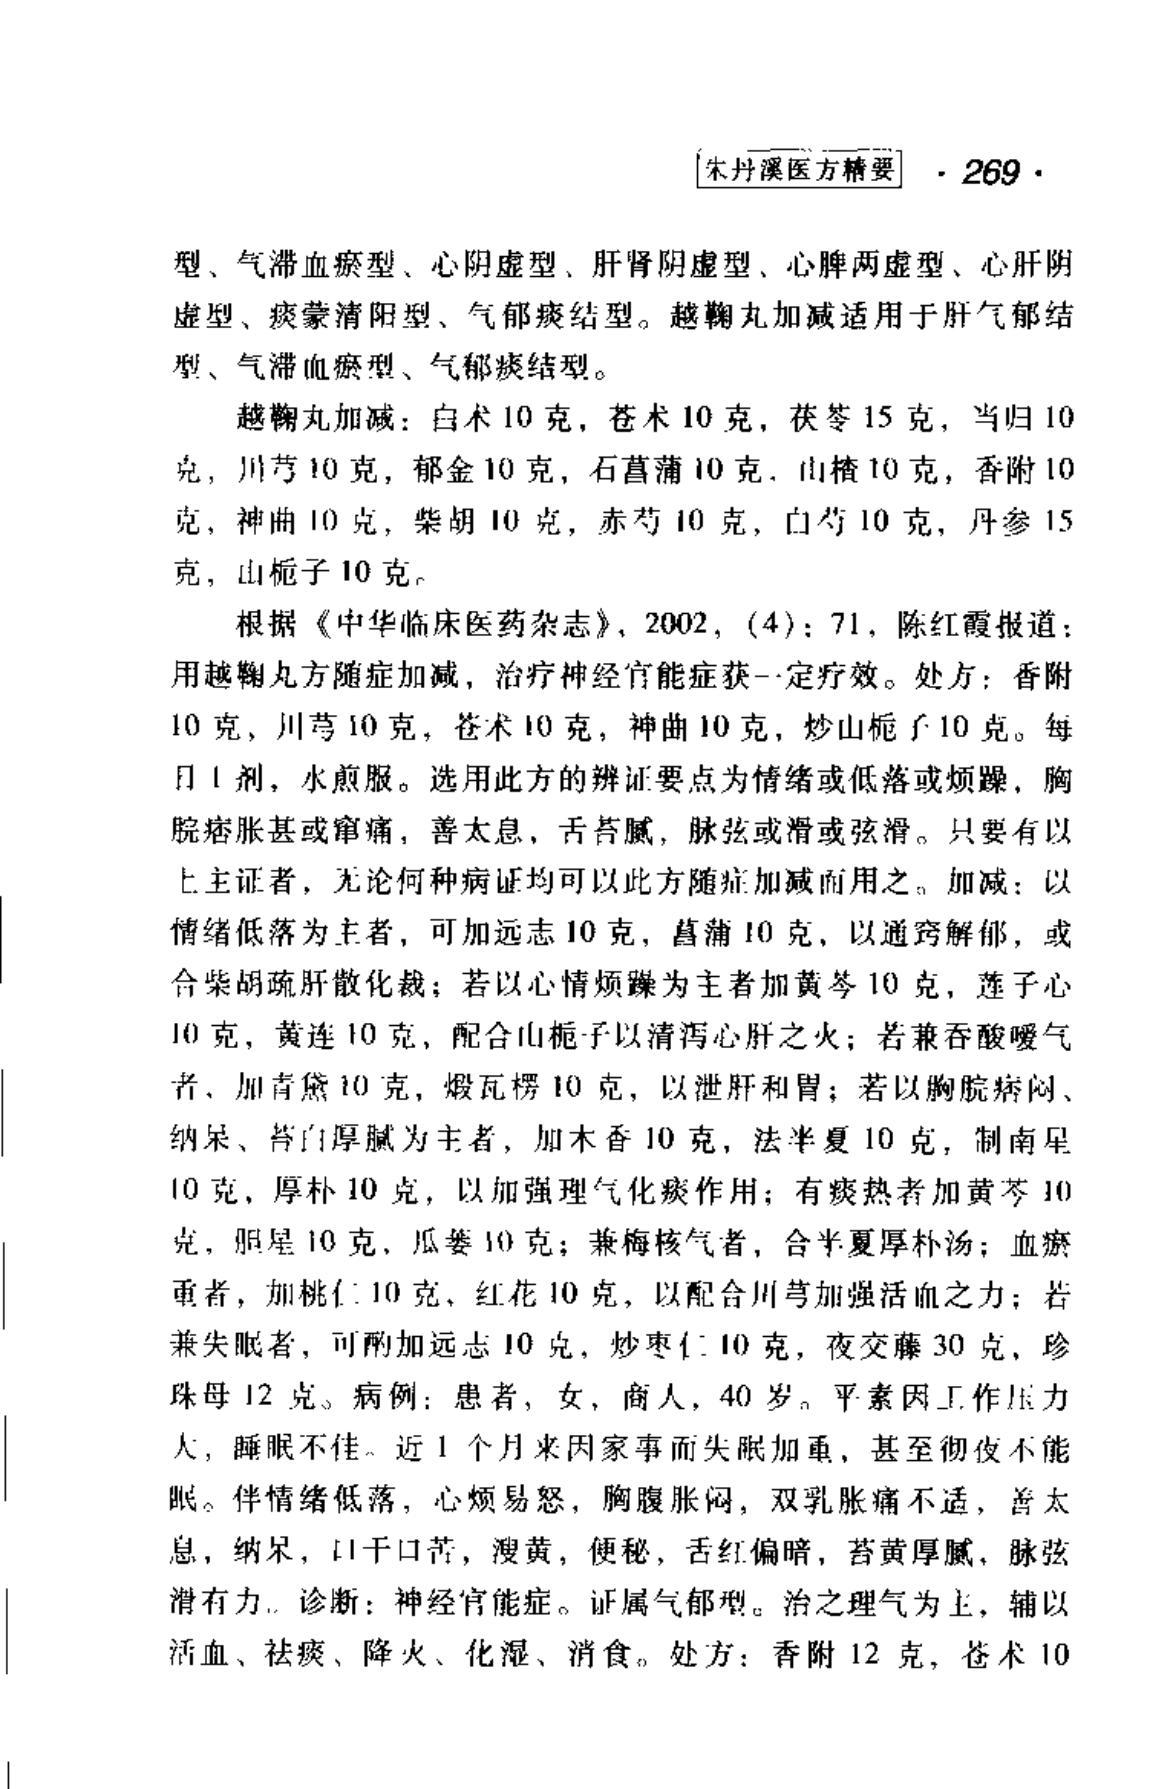 朱丹溪医方精要 · 269 ·
型、气滞血瘀型、心阴虚型、肝肾阴虚型、心脾两虚型、心肝阴
虚型、痰蒙清阳型、气郁痰结型。越鞠丸加减适用于肝气郁结
型、气滞血瘀型、气郁痰结型。
越鞠丸加减：白术 10 克，苍术 10 克，茯苓 15 克，当归 10
克，川芎 10 克，郁金 10 克，石菖蒲 10 克，山楂 10 克，香附 10
克，神曲 10 克，柴胡 10 克，赤芍 10 克，白芍 10 克，丹参 15
克，山栀子 10 克。
根据《中华临床医药杂志》，2002，（4）：71，陈红霞报道：
用越鞠丸方随症加减，治疗神经官能症获一定疗效。处方：香附
10 克，川芎 10 克，苍术 10 克，神曲 10 克，炒山栀子 10 克。每
日 1 剂，水煎服。选用此方的辨证要点为情绪或低落或烦躁，胸
脘痞胀甚或窜痛，善太息，舌苔腻，脉弦或滑或弦滑。只要有以
上主证者，无论何种病证均可以此方随症加减而用之。加减：以
情绪低落为主者，可加远志 10 克，菖蒲 10 克，以通窍解郁，或
合柴胡疏肝散化裁；若以心情烦躁为主者加黄芩 10 克，莲子心
10 克，黄连 10 克，配合山栀子以清泻心肝之火；若兼吞酸嗳气
者、加青黛 10 克，煅瓦楞 10 克，以泄肝和胃；若以胸脘痞闷、
纳呆、苔白厚腻为主者，加木香 10 克，法半夏 10 克，制南星
10 克，厚朴 10 克，以加强理气化痰作用；有痰热者加黄芩 10
克，胆星 10 克，瓜蒌 10 克；兼梅核气者，合半夏厚朴汤；血瘀
重者，加桃仁 10 克、红花 10 克，以配合川芎加强活血之力；若
兼失眠者，可酌加远志 10 克，炒枣仁 10 克，夜交藤 30 克，珍
珠母 12 克。病例：患者，女，商人，40 岁。平素因工作压力
大，睡眠不佳。近 1 个月来因家事而失眠加重，甚至彻夜不能
眠。伴情绪低落，心烦易怒，胸腹胀闷，双乳胀痛不适，善太
息，纳呆，口干口苦，溲黄，便秘，舌红偏暗，苔黄厚腻，脉弦
滑有力。诊断：神经官能症。证属气郁型。治之理气为主，辅以
活血、祛痰、降火、化湿、消食。处方：香附 12 克，苍术 10